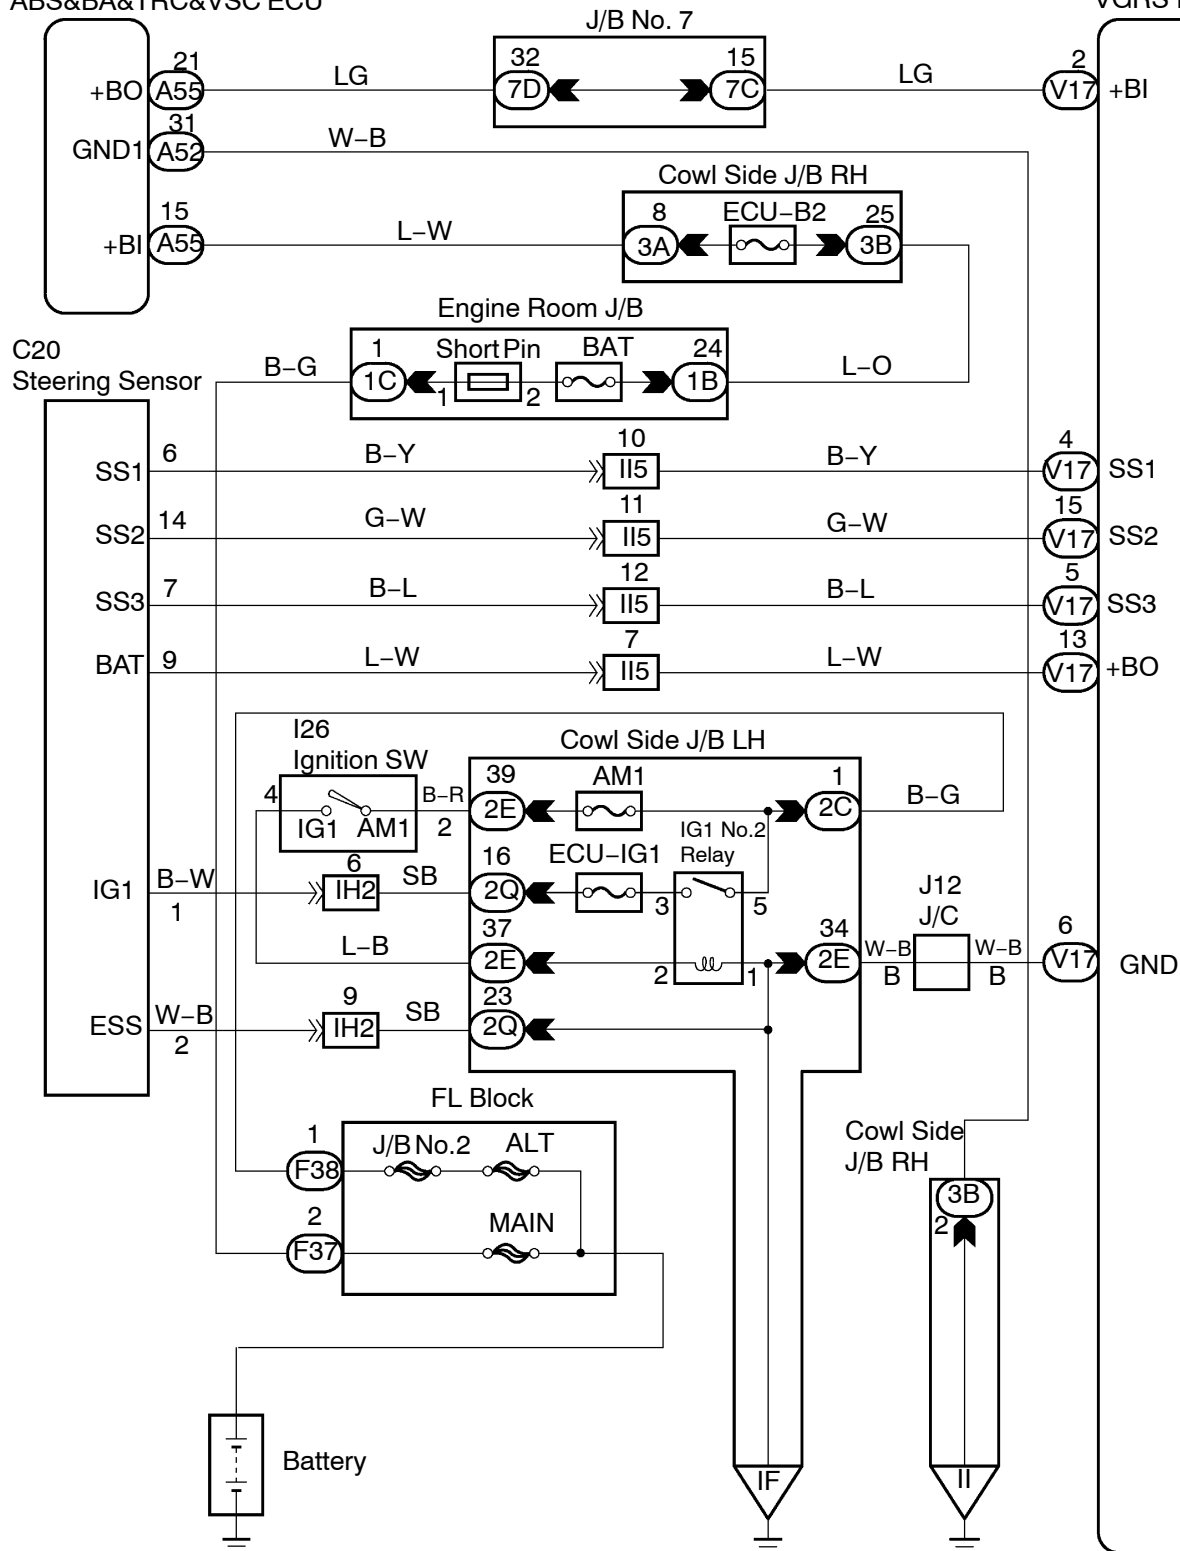 ABS&BA&TRC&VSC ECU
VGRS
J/B No. 7
21
32
15
2
+BO
A55
LG
7D
7C
LG
V17
+BI
31
GND1
A52
W–B
Cowl Side J/B RH
15
8
ECU–B2
25
+BI
A55
L–W
3A
3B
Engine Room J/B
C20
Steering Sensor
B–G
1
Short Pin
BAT
24
L–O
1C
1
2
1B
SS1
6
B–Y
10
II5
B–Y
4
V17
SS1
SS2
14
G–W
11
II5
G–W
15
V17
SS2
SS3
7
B–L
12
II5
B–L
5
V17
SS3
BAT
9
L–W
7
II5
L–W
13
V17
+BO
I26
Ignition SW
Cowl Side J/B LH
4
IG1
AM1
B–R
2
39
2E
AM1
1
2C
B–G
IG1 No.2
Relay
IG1
B–W
1
6
IH2
SB
16
2Q
ECU–IG1
3
5
J12
J/C
L–B
37
2E
2
1
34
2E
W–B
B
W–B
B
6
V17
GND
ESS
W–B
2
9
IH2
SB
23
2Q
FL Block
1
F38
J/B No.2
ALT
Cowl Side
J/B RH
2
F37
MAIN
3B
2
Battery
IF
II